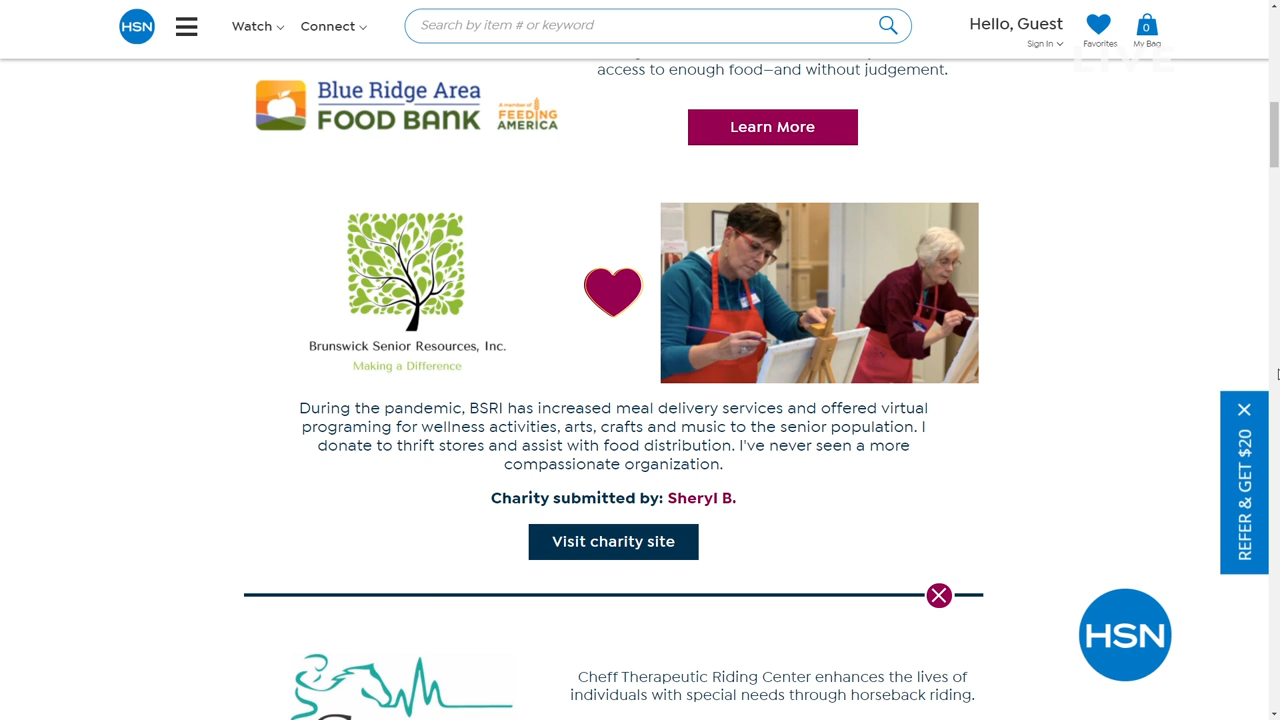 HSN
Watch
Connect
Search by item # or keyword
Hello, Guest
Sign In
Favorites
0
My Bag
LIVE
access to enough food—and without judgement.
Blue Ridge Area
FOOD BANK
A member of
FEEDING
AMERICA
Learn More
Brunswick Senior Resources, Inc.
Making a Difference
During the pandemic, BSRI has increased meal delivery services and offered virtual
programing for wellness activities, arts, crafts and music to the senior population. I
donate to thrift stores and assist with food distribution. I've never seen a more
compassionate organization.
Charity submitted by: Sheryl B.
Visit charity site
REFER & GET $20
HSN
Cheff Therapeutic Riding Center enhances the lives of
individuals with special needs through horseback riding.